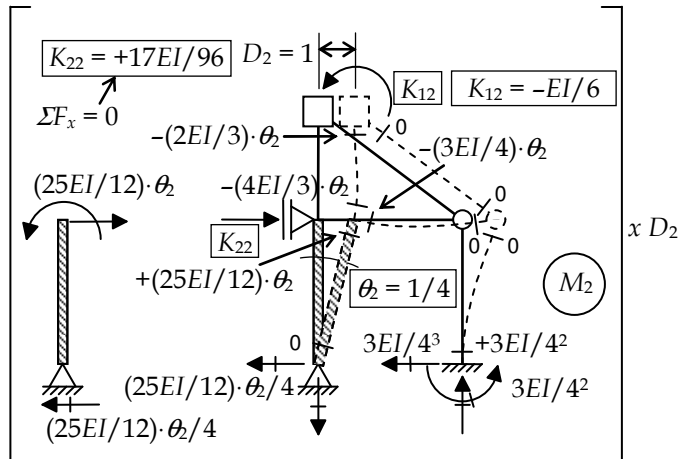 K₂₂ = +17EI/96
D₂ = 1
K₁₂
K₁₂ = –EI/6
ΣFₓ = 0
0
–(2EI/3)·θ₂
–(3EI/4)·θ₂
(25EI/12)·θ₂
–(4EI/3)·θ₂
0
x D₂
K₂₂
0
0
+(25EI/12)·θ₂
θ₂ = 1/4
M₂
0
3EI/4³
+3EI/4²
(25EI/12)·θ₂/4
3EI/4²
(25EI/12)·θ₂/4